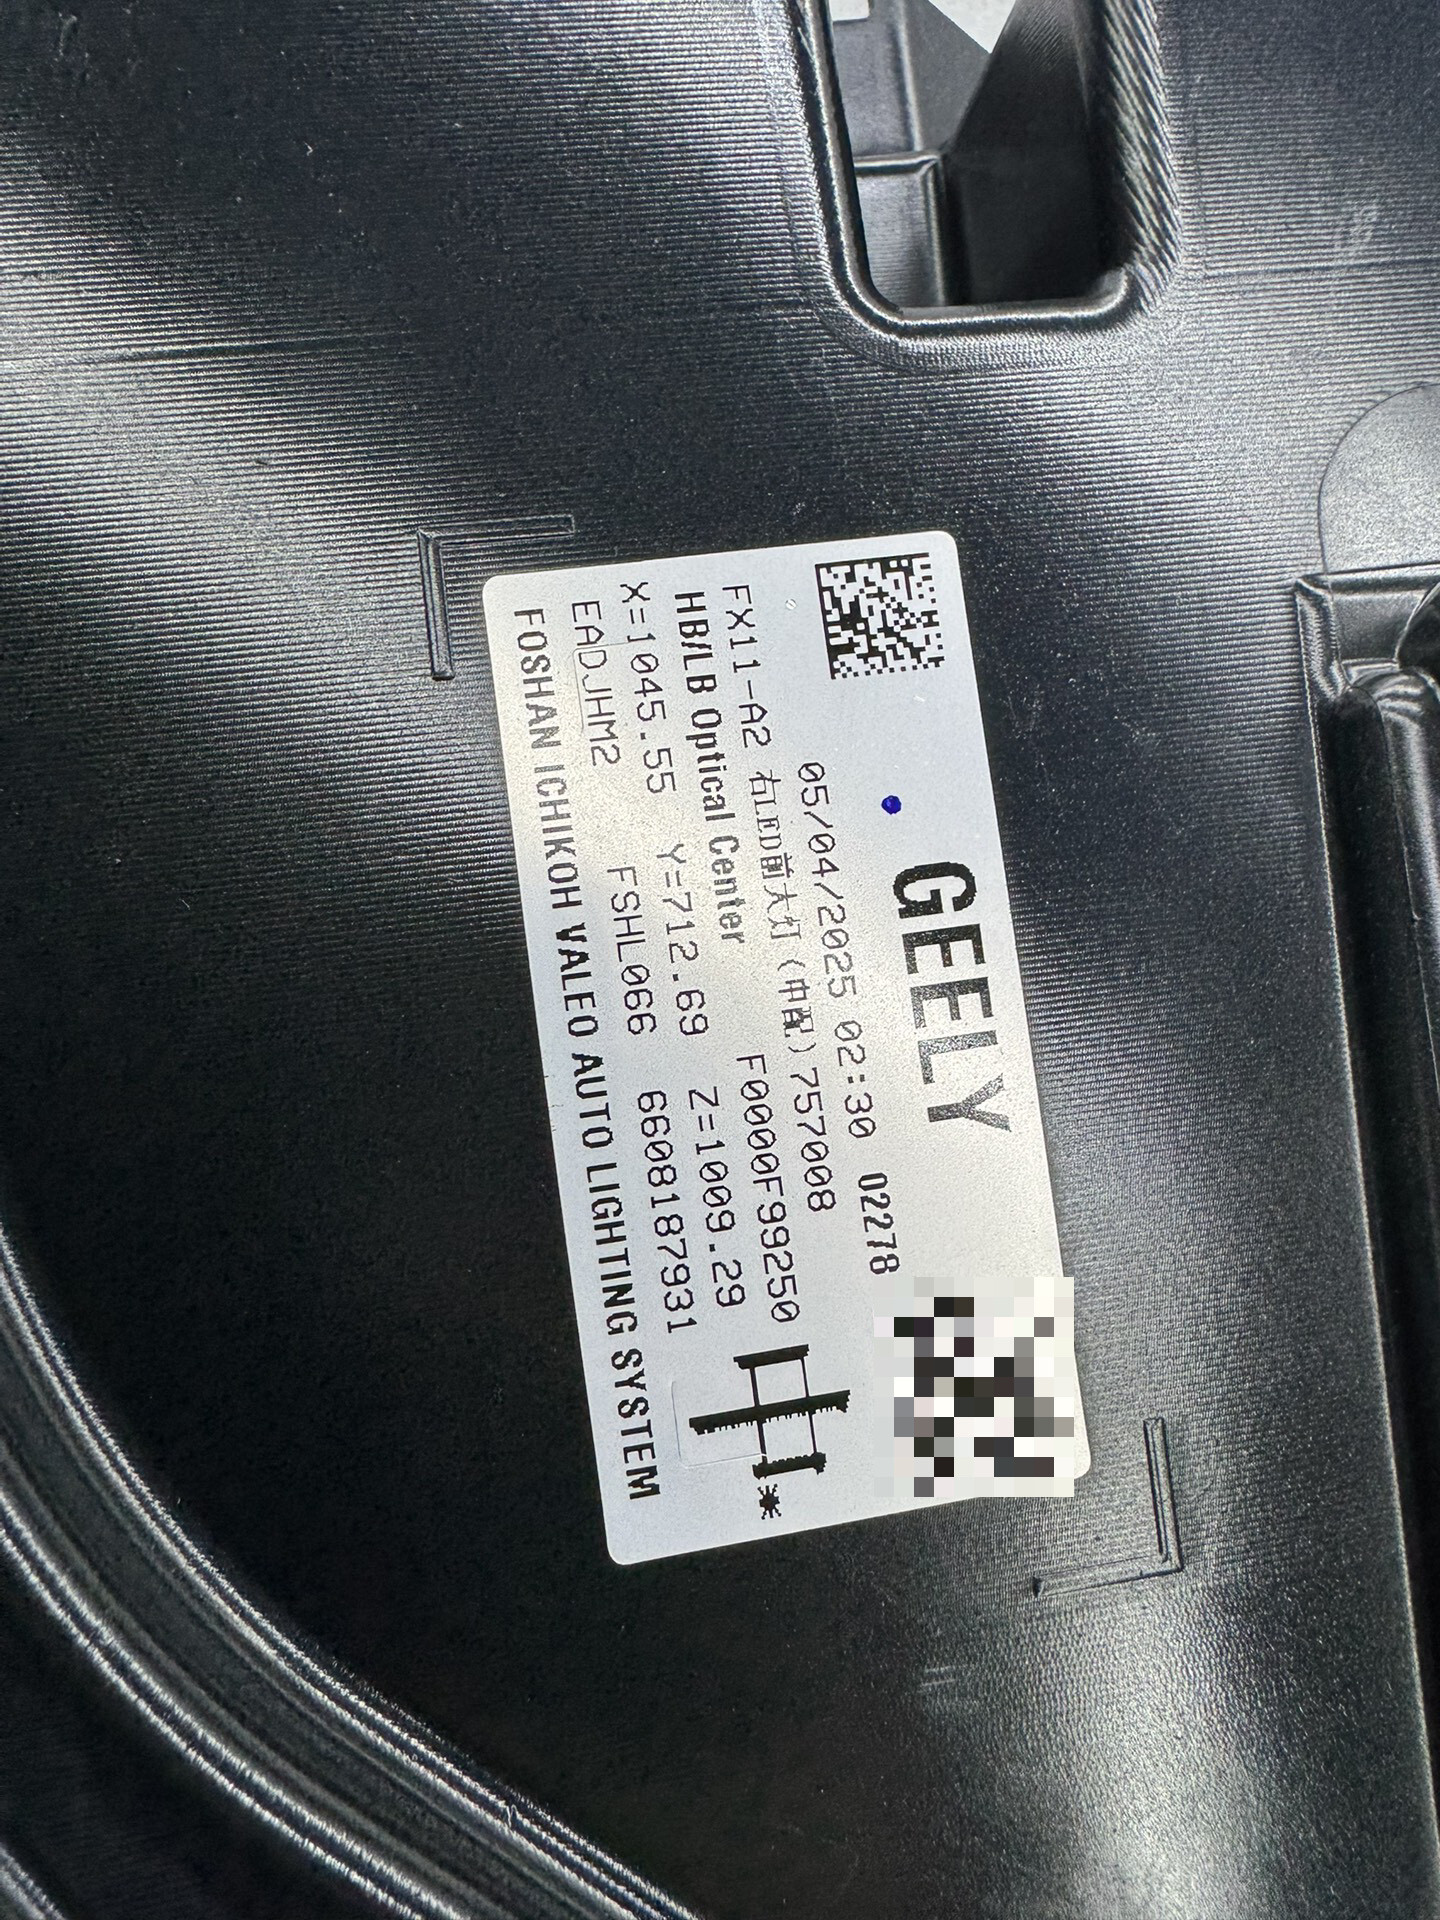 GEELY
05/04/2025 02:30 02278
FX11-A2 右LED前大灯(中配)757008
HB/LB Optical Center F0000F99250
X=1045.55 Y=712.69 Z=1009.29
EADJHM2 FSHL066 6608187931
FOSHAN ICHIKOH VALEO AUTO LIGHTING SYSTEM